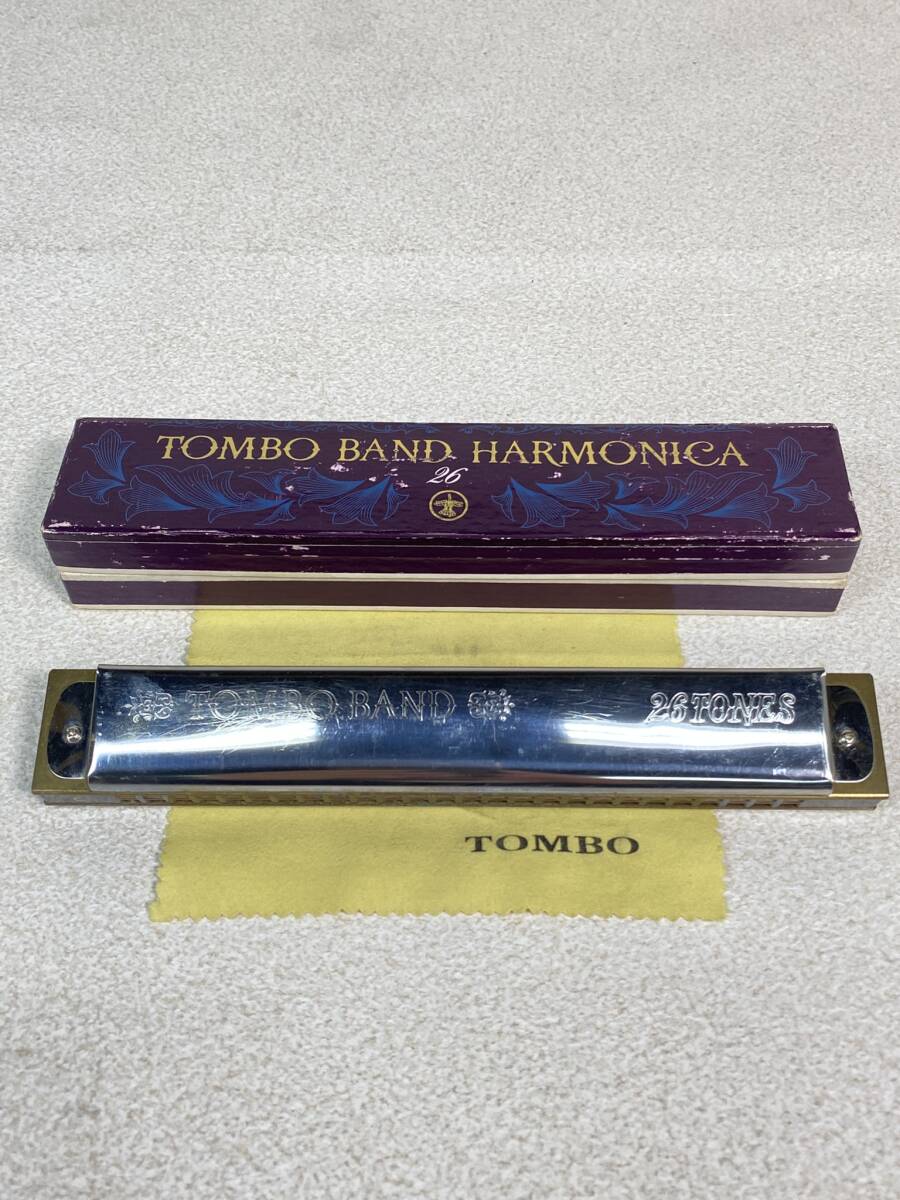 TOMBO BAND HARMONICA
26
TOMBO BAND
26 TONES
TOMBO